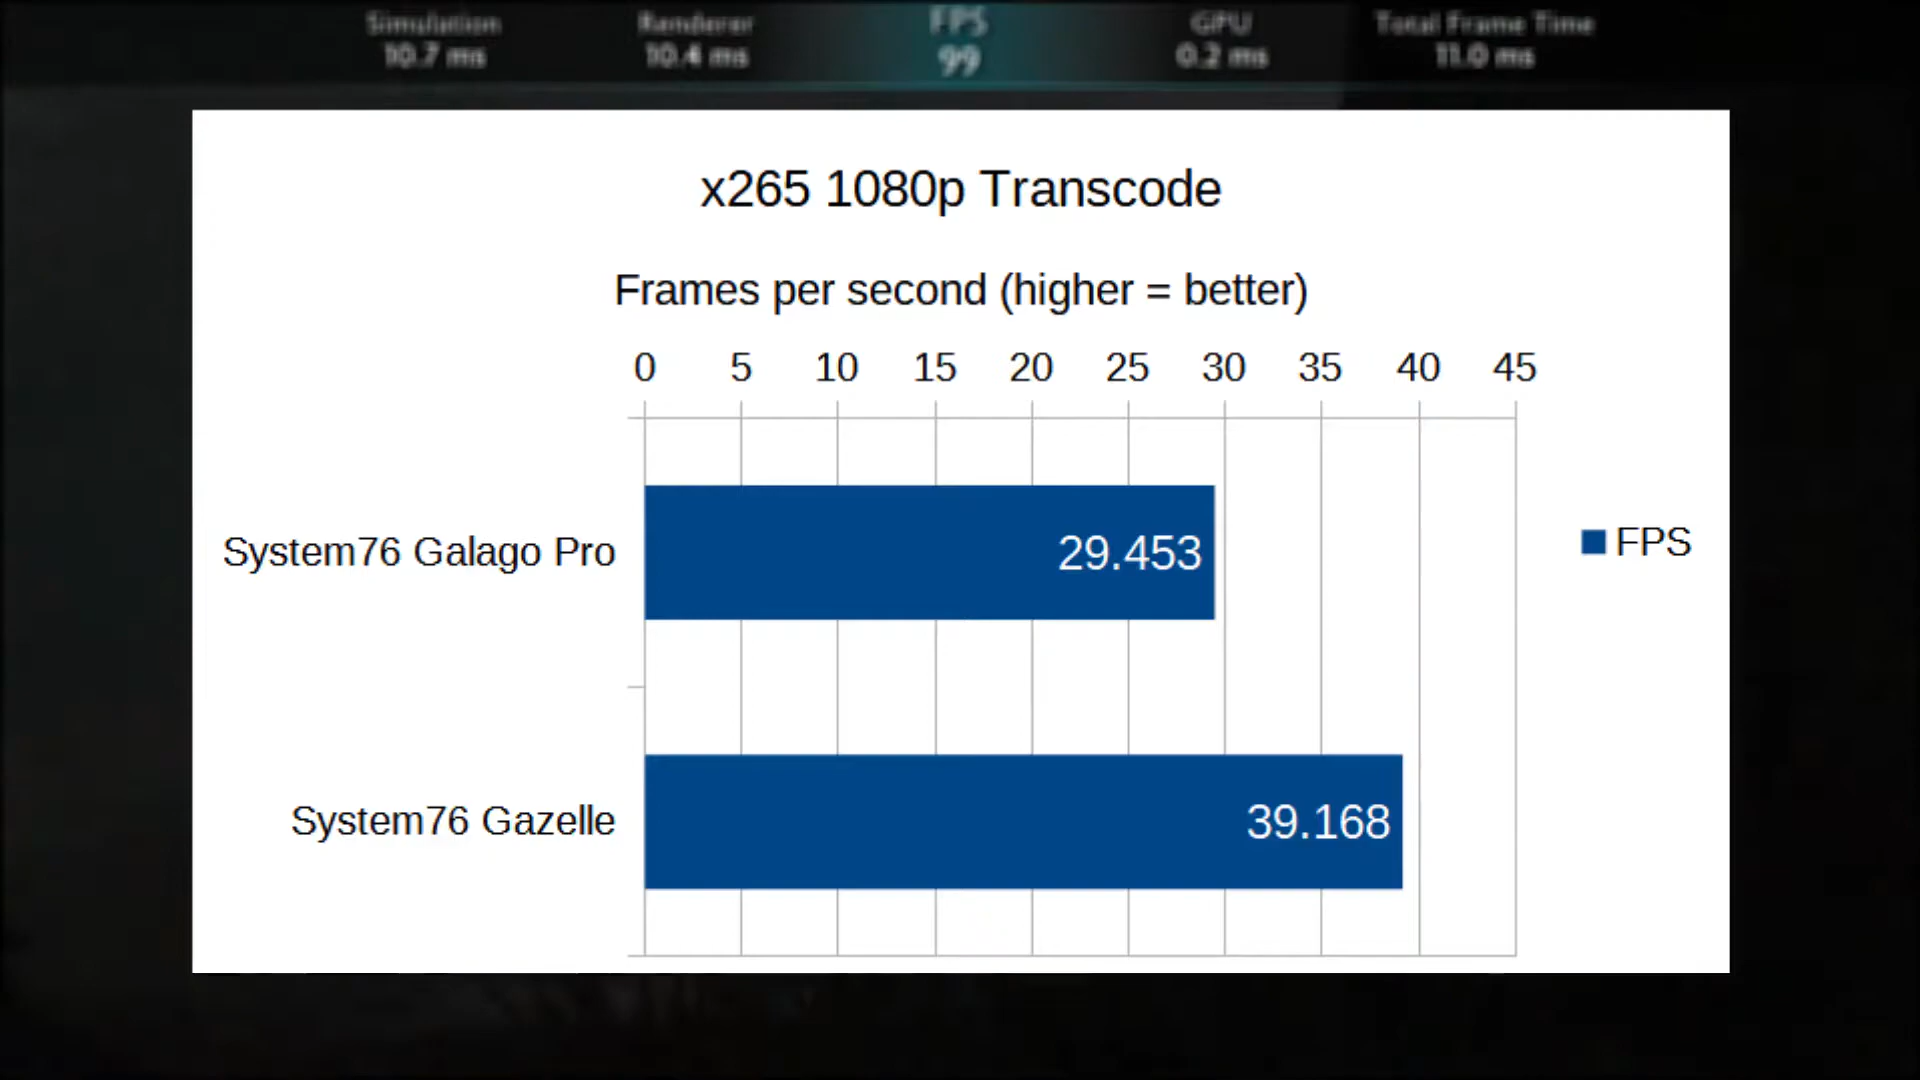 Simulation Renderer FPS GPU Total Frame Time
10.7 ms 10.4 ms 99 0.2 ms 11.0 ms
x265 1080p Transcode
Frames per second (higher = better)
0 5 10 15 20 25 30 35 40 45
System76 Galago Pro 29.453 FPS
System76 Gazelle 39.168